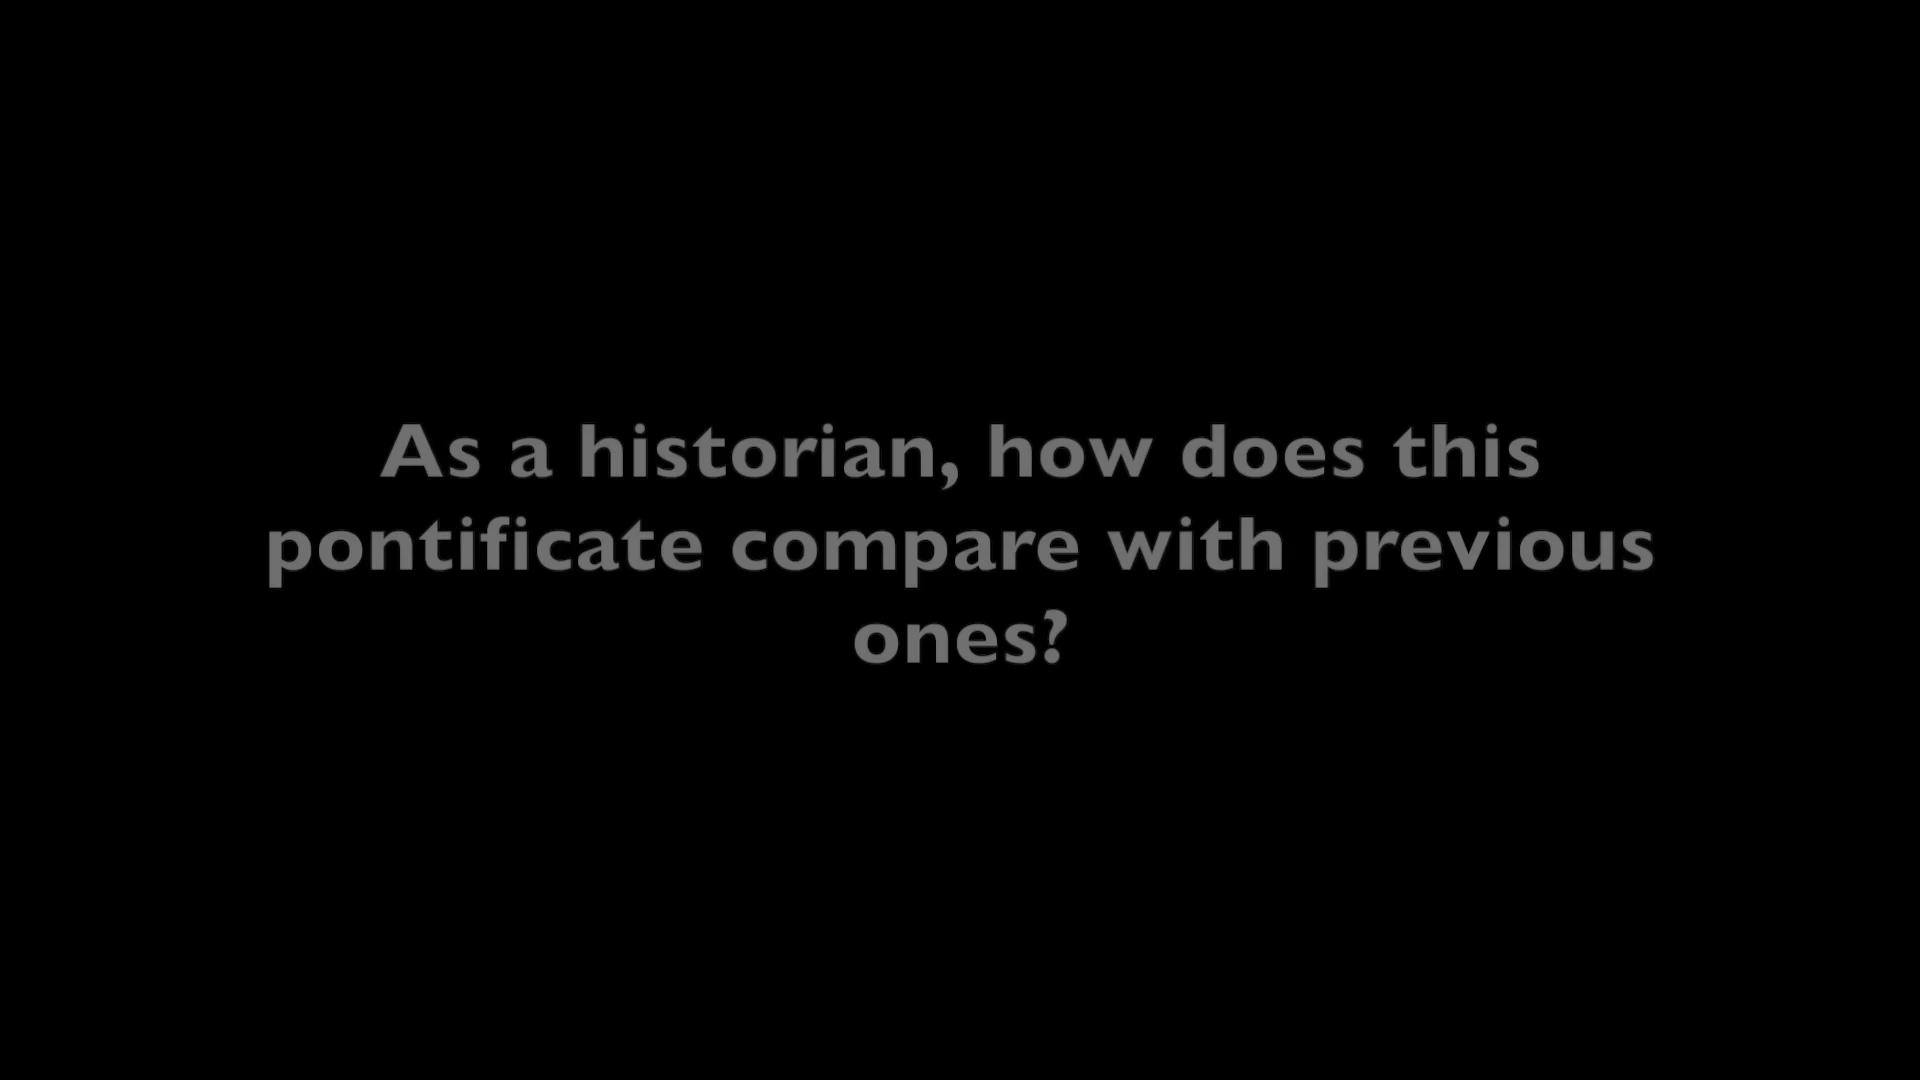 As a historian, how does this
pontificate compare with previous
ones?